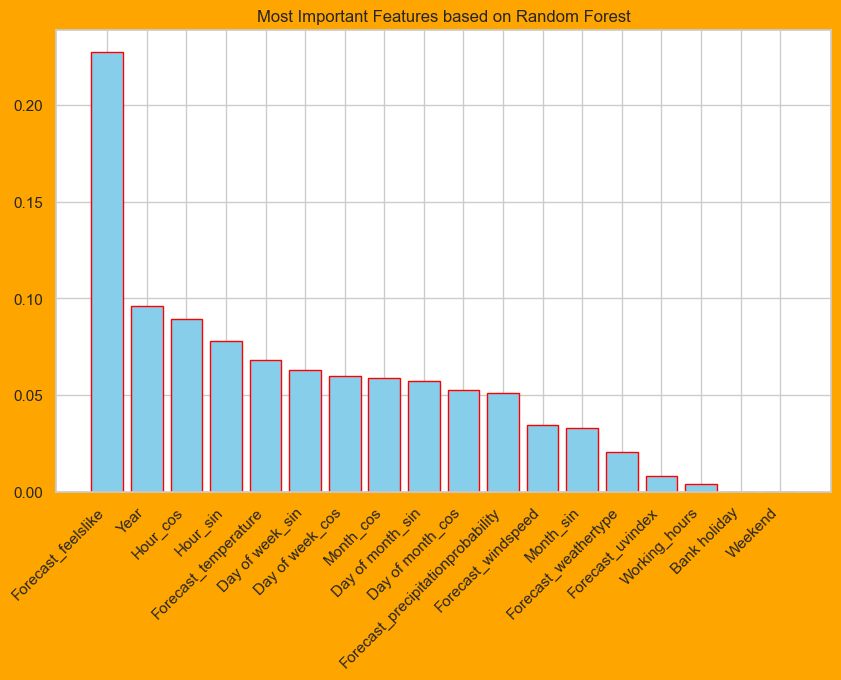 Most Important Features based on Random Forest
0.20
0.15
0.10
0.05
0.00
Forecast_feelslike
Year
Hour_cos
Hour_sin
Forecast_temperature
Day of week_sin
Day of week_cos
Month_cos
Day of month_sin
Day of month_cos
Forecast_precipitationprobability
Forecast_windspeed
Month_sin
Forecast_weathertype
Forecast_uvindex
Working_hours
Bank holiday
Weekend